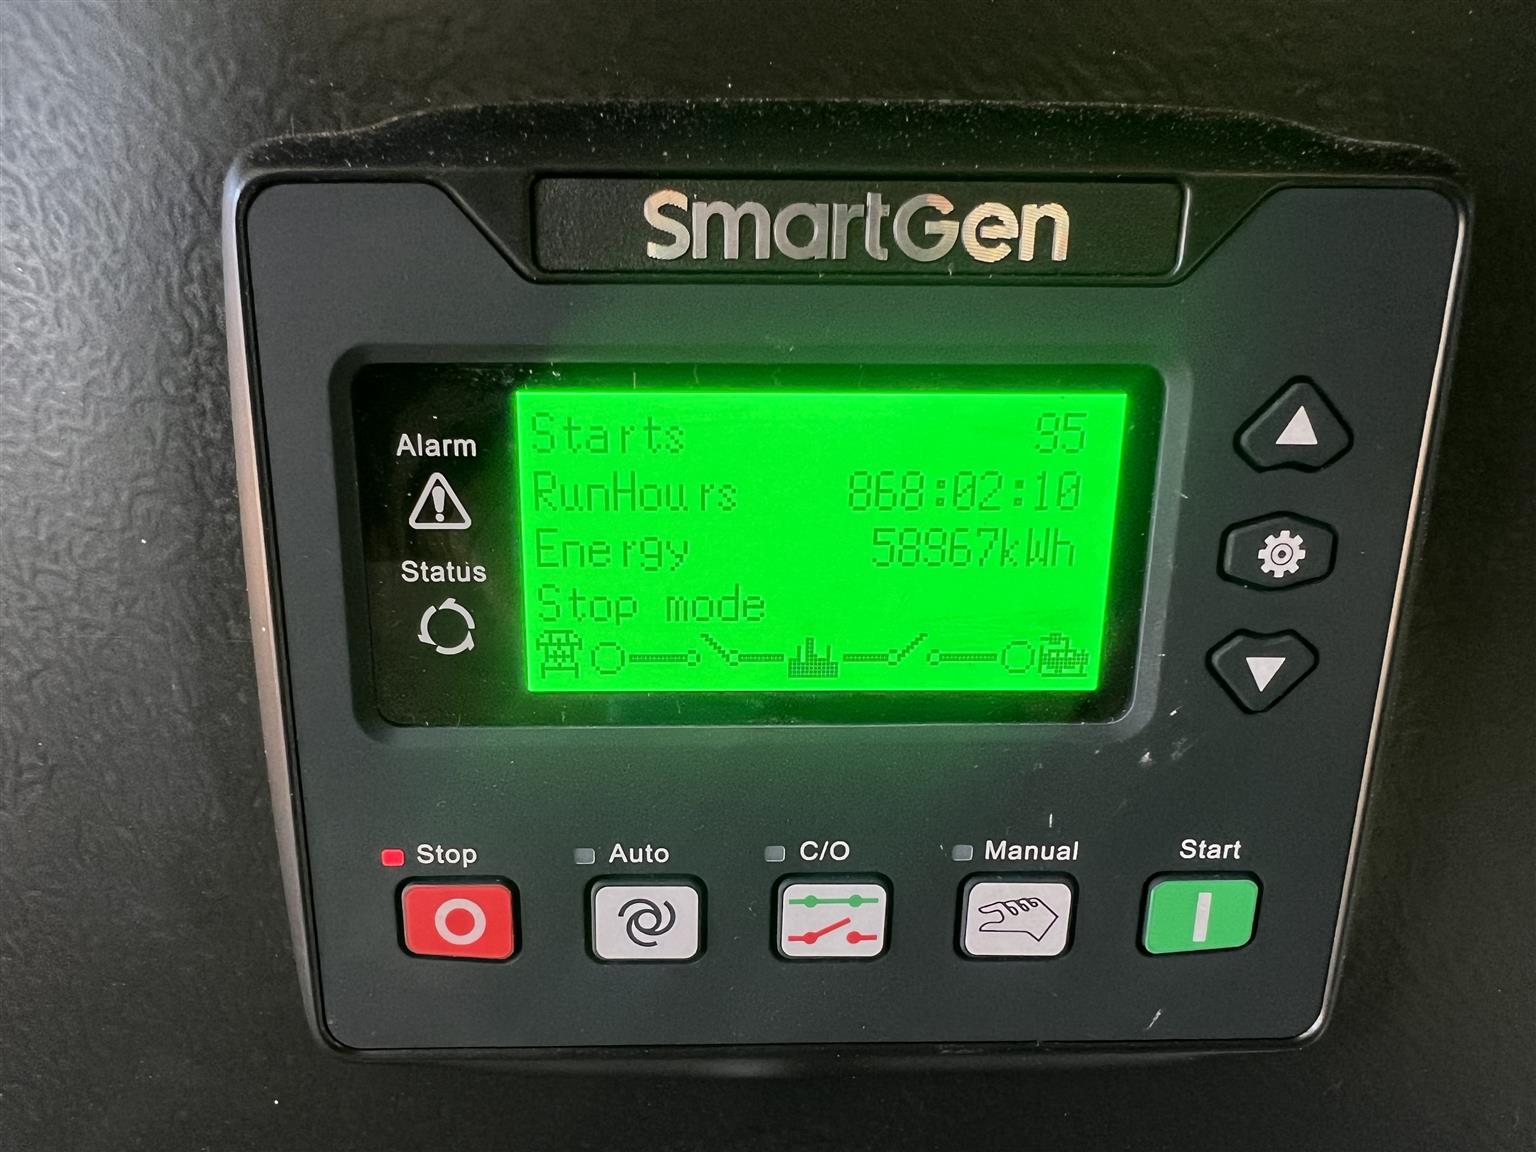 SmartGen
Alarm
Status
Starts 95
RunHours 868:02:10
Energy 58967kWh
Stop mode
Stop Auto C/O Manual Start